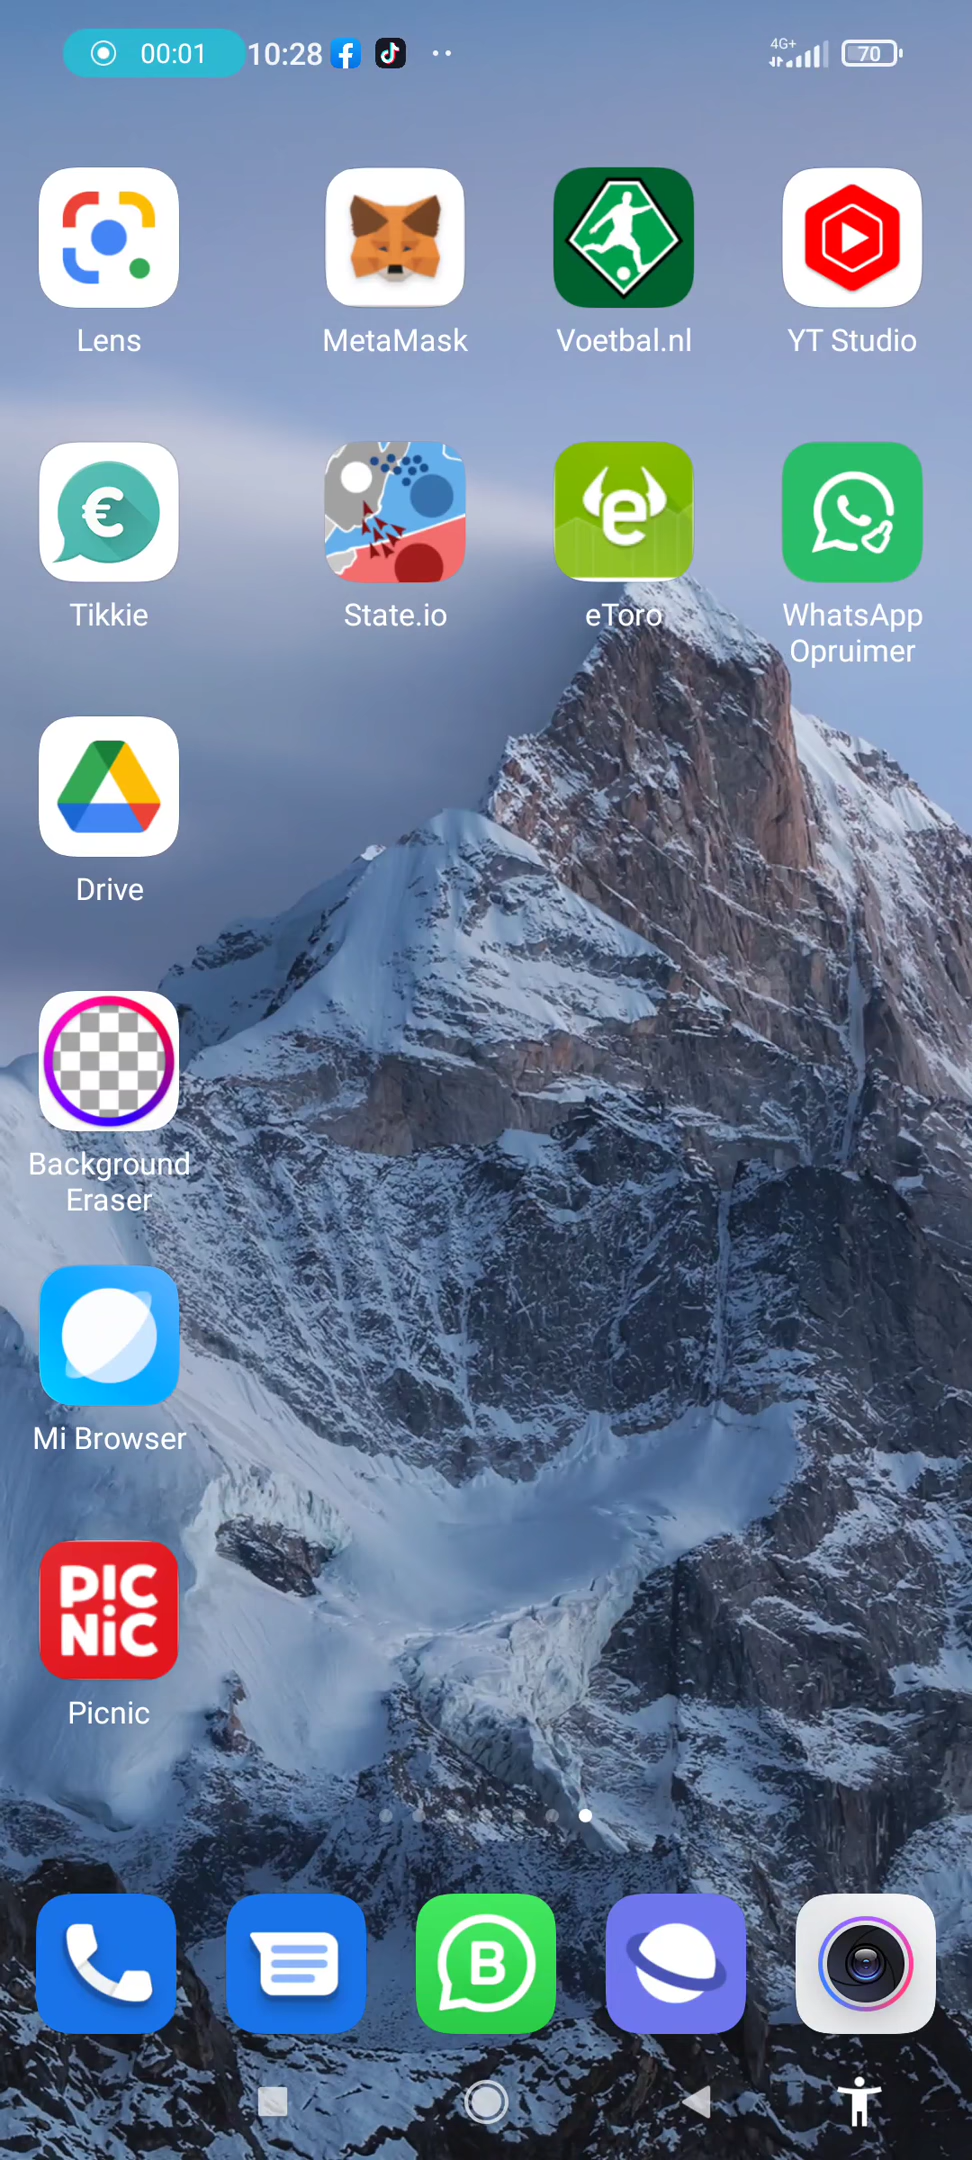 00:01 10:28 4G+ 70
Lens MetaMask Voetbal.nl YT Studio
€ e
Tikkie State.io eToro WhatsApp
Opruimer
Drive
Background
Eraser
Mi Browser
PIC
NiC
Picnic
B